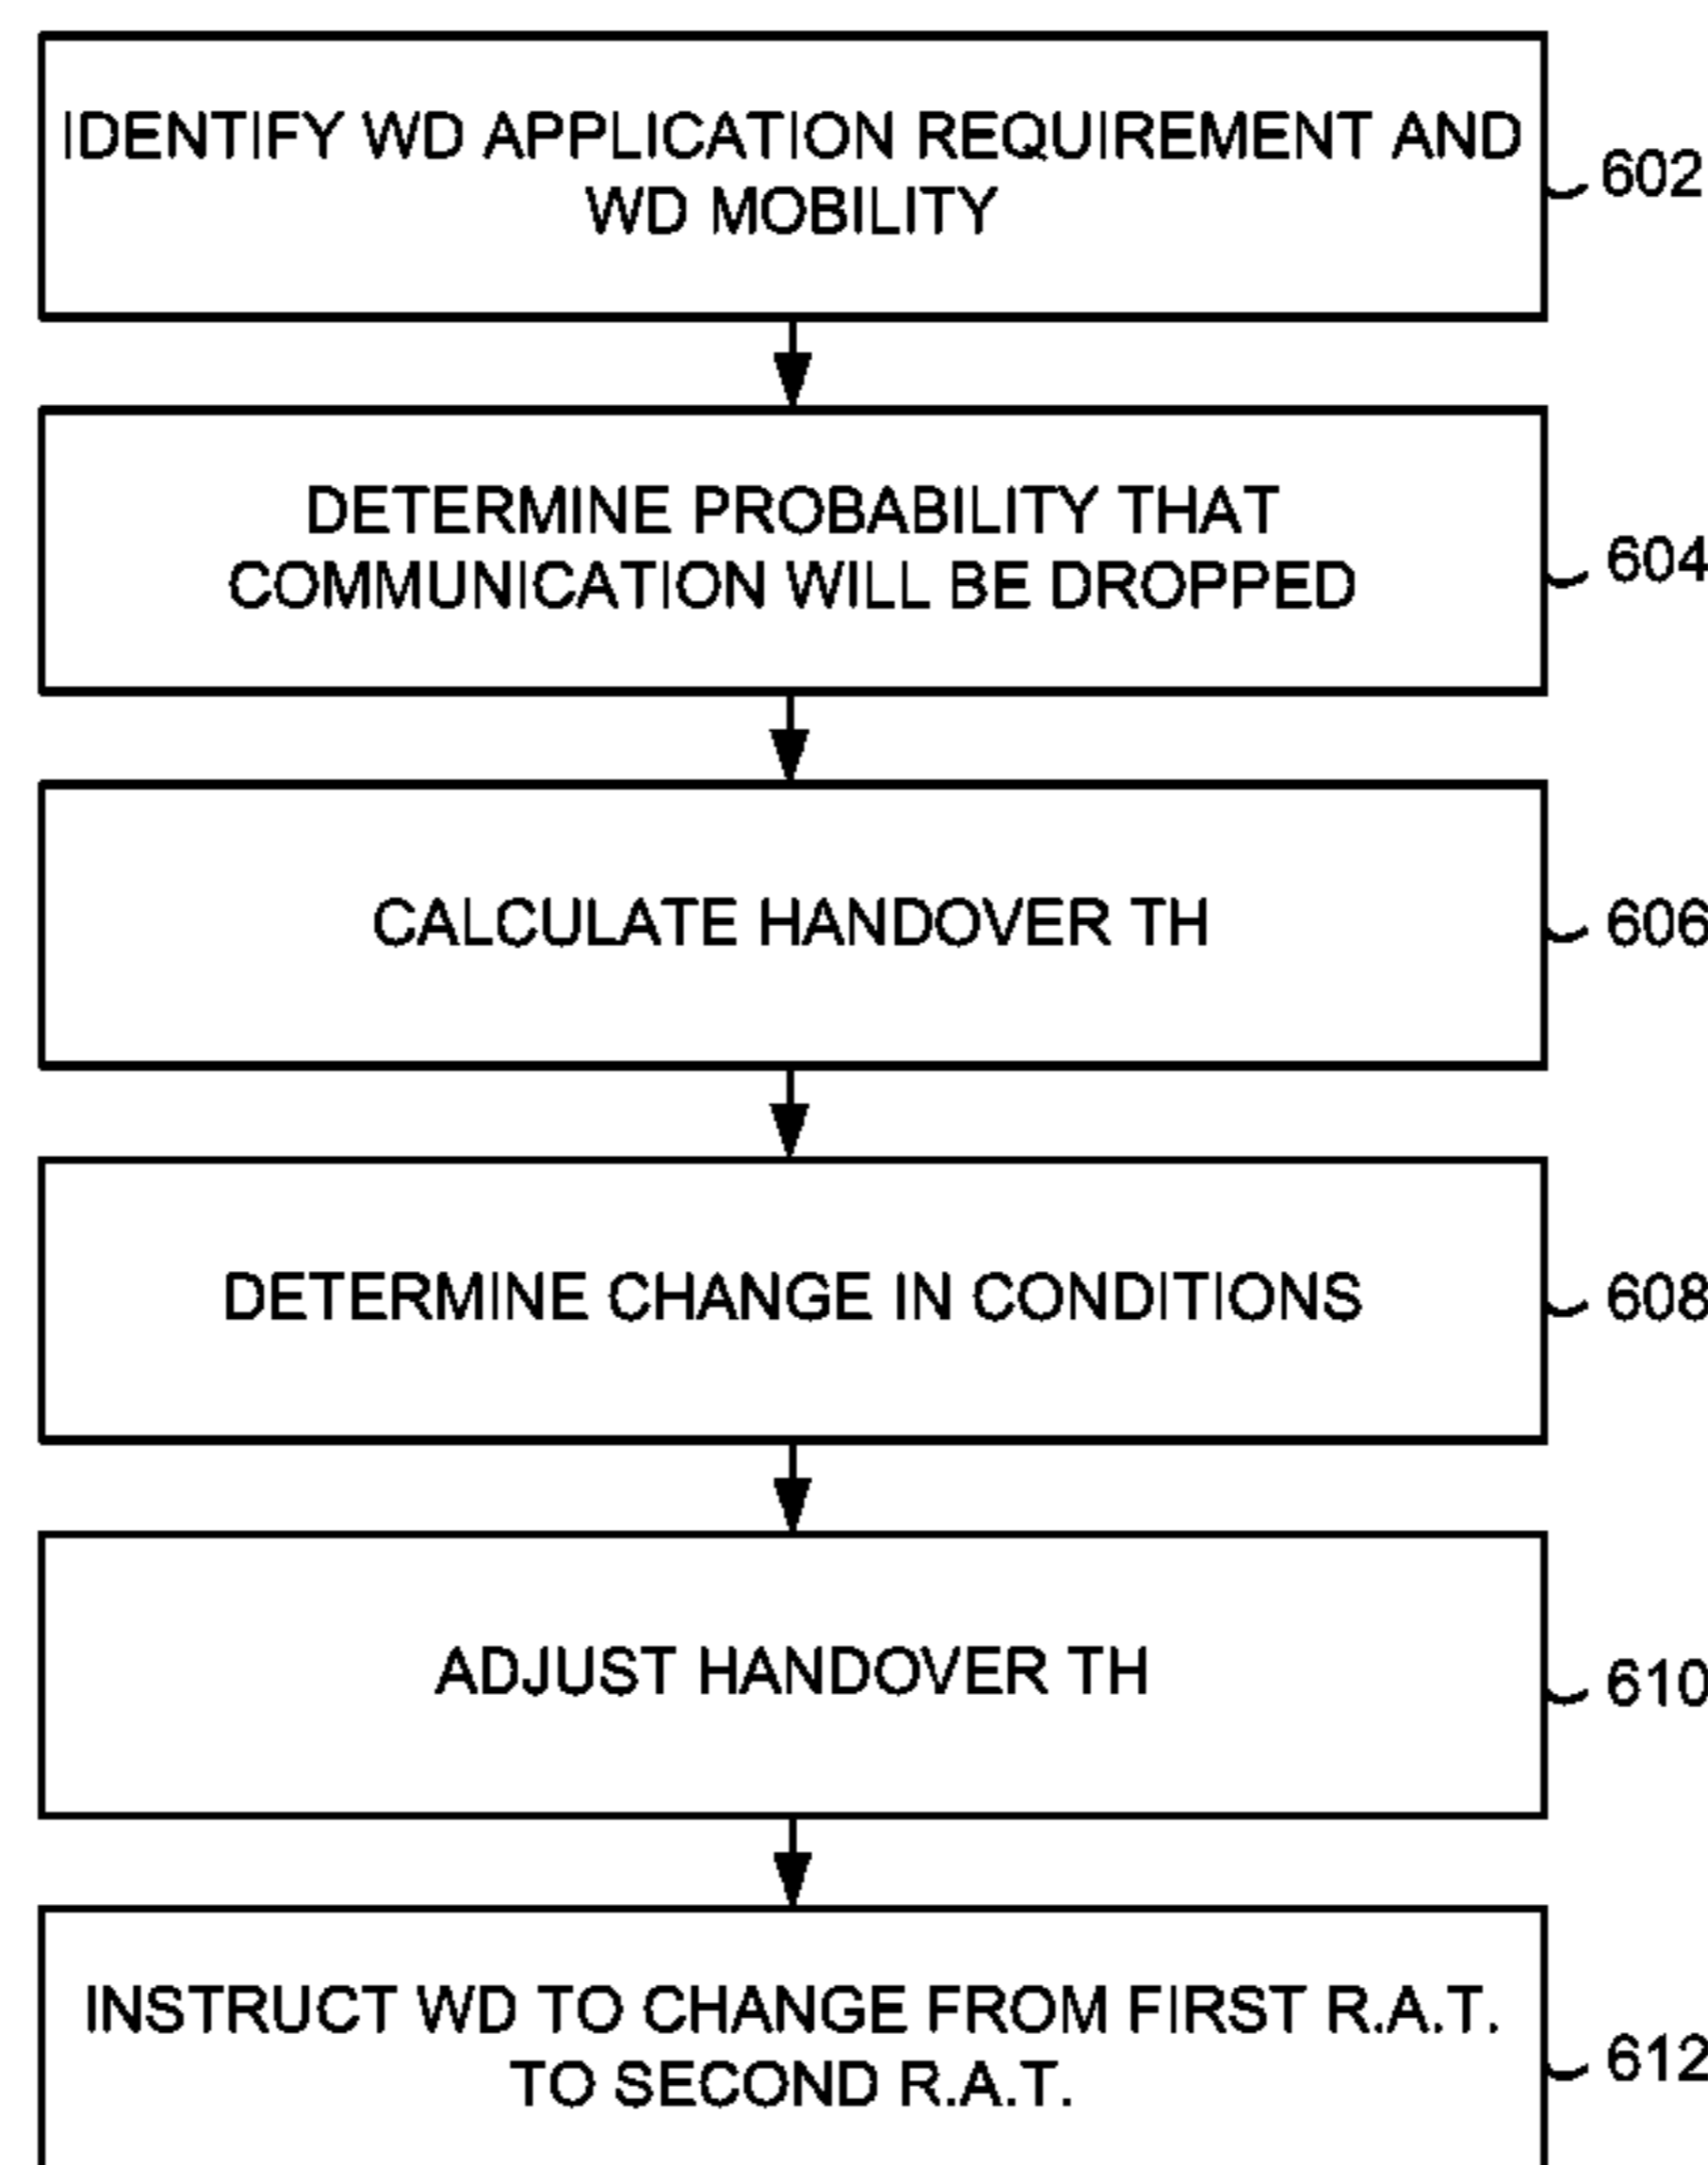 IDENTIFY WD APPLICATION REQUIREMENT AND
WD MOBILITY
602
DETERMINE PROBABILITY THAT
COMMUNICATION WILL BE DROPPED
604
CALCULATE HANDOVER TH
606
DETERMINE CHANGE IN CONDITIONS
608
ADJUST HANDOVER TH
610
INSTRUCT WD TO CHANGE FROM FIRST R.A.T.
TO SECOND R.A.T.
612